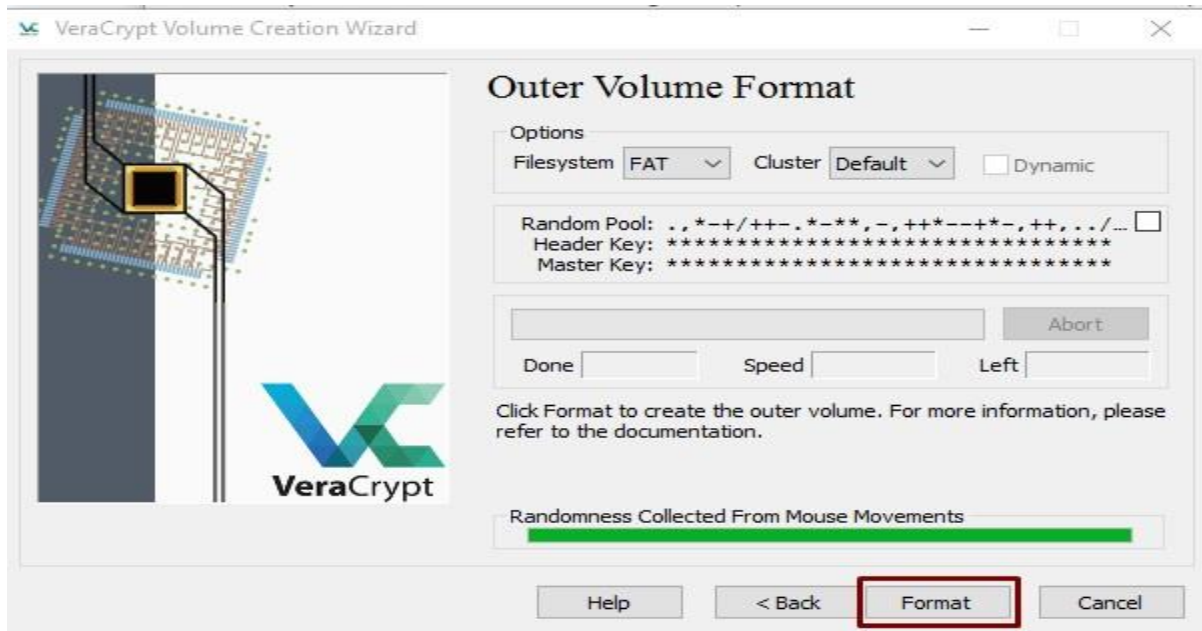 VeraCrypt Volume Creation Wizard
Outer Volume Format
Options
Filesystem FAT Cluster Default Dynamic
Random Pool: .,*-+/++-.*-**,-,++*--+*-,++,../…
Header Key: ********************************
Master Key: ********************************
Abort
Done Speed Left
Click Format to create the outer volume. For more information, please
refer to the documentation.
VeraCrypt
Randomness Collected From Mouse Movements
Help < Back Format Cancel